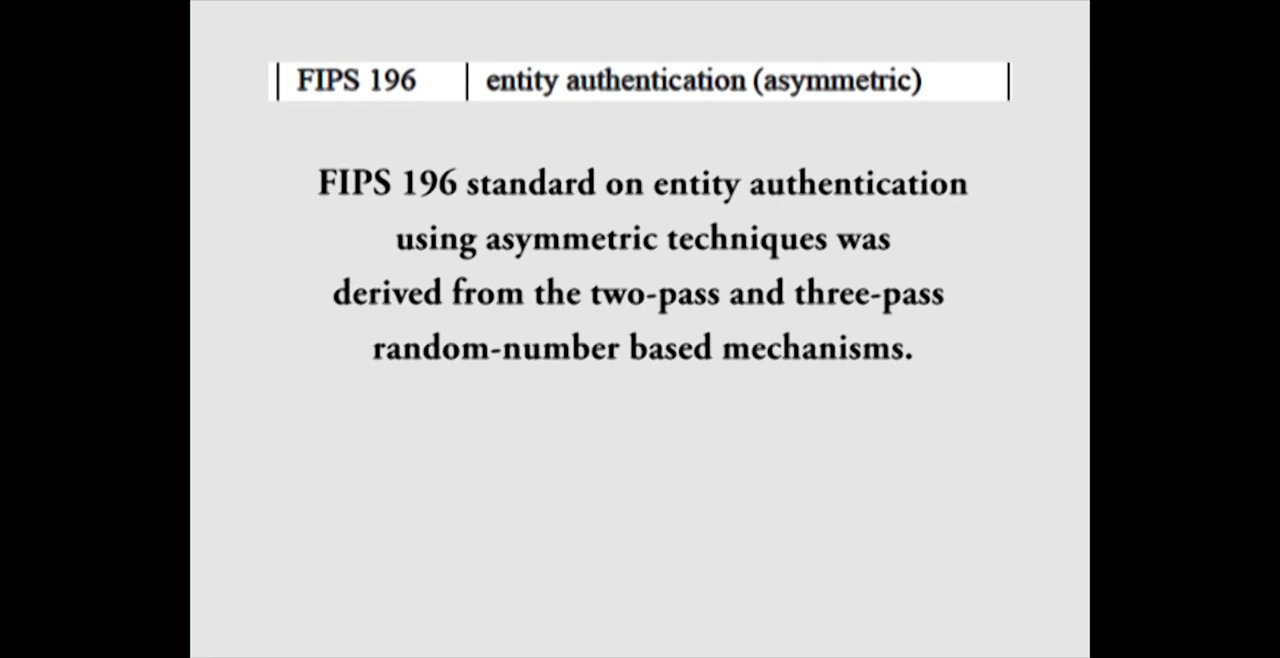 FIPS 196 entity authentication (asymmetric)
FIPS 196 standard on entity authentication
using asymmetric techniques was
derived from the two-pass and three-pass
random-number based mechanisms.